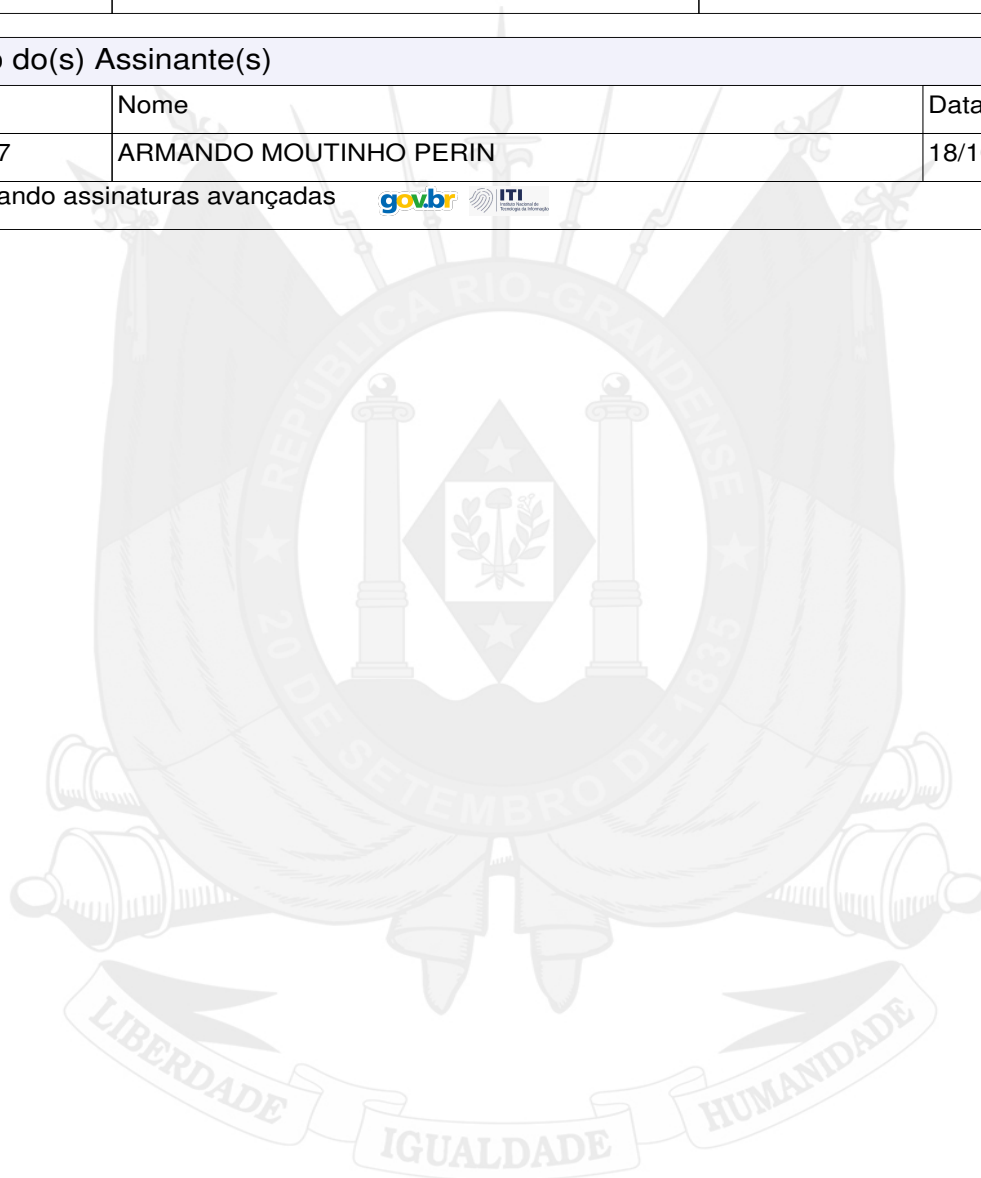 o do(s) Assinante(s)
Nome Data
7 ARMANDO MOUTINHO PERIN 18/1
ando assinaturas avançadas gov.br ITI
REPÚBLICA RIO-GRANDENSE
20 DE SETEMBRO DE 1835
LIBERDADE IGUALDADE HUMANIDADE